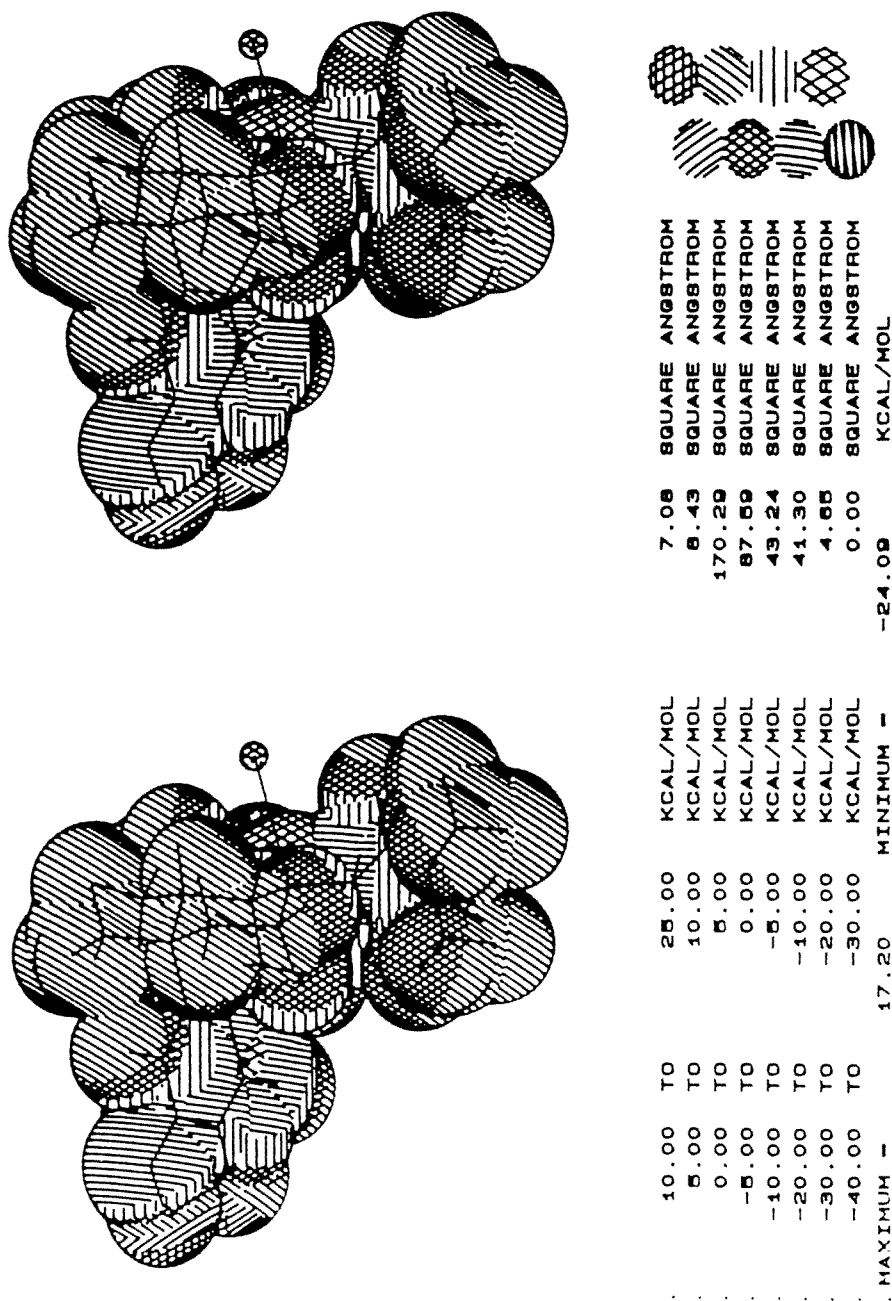 10.00 TO 25.00 KCAL/MOL 7.08 SQUARE ANGSTROM
5.00 TO 10.00 KCAL/MOL 8.43 SQUARE ANGSTROM
0.00 TO 5.00 KCAL/MOL 170.29 SQUARE ANGSTROM
-5.00 TO 0.00 KCAL/MOL 87.59 SQUARE ANGSTROM
-10.00 TO -5.00 KCAL/MOL 43.24 SQUARE ANGSTROM
-20.00 TO -10.00 KCAL/MOL 41.30 SQUARE ANGSTROM
-30.00 TO -20.00 KCAL/MOL 4.65 SQUARE ANGSTROM
-40.00 TO -30.00 KCAL/MOL 0.00 SQUARE ANGSTROM
MAXIMUM - 17.20 MINIMUM - -24.09 KCAL/MOL